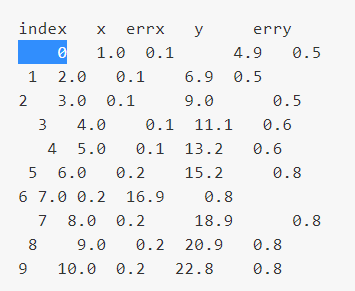 index x errx y erry
0 1.0 0.1 4.9 0.5
1 2.0 0.1 6.9 0.5
2 3.0 0.1 9.0 0.5
3 4.0 0.1 11.1 0.6
4 5.0 0.1 13.2 0.6
5 6.0 0.2 15.2 0.8
6 7.0 0.2 16.9 0.8
7 8.0 0.2 18.9 0.8
8 9.0 0.2 20.9 0.8
9 10.0 0.2 22.8 0.8